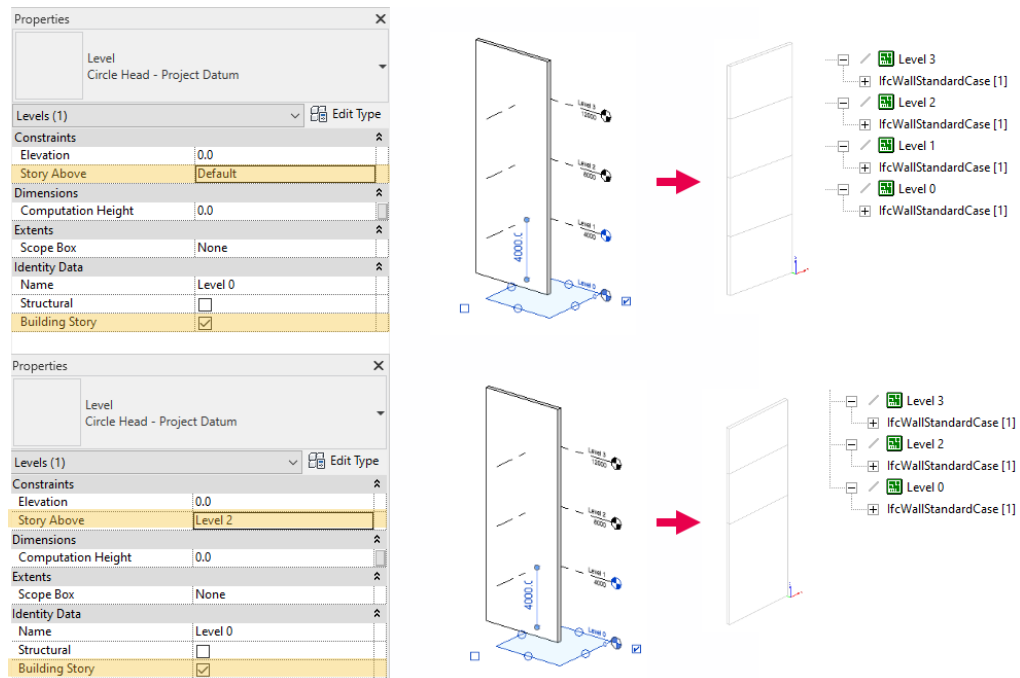 Properties
Level
Circle Head - Project Datum
Levels (1)
Edit Type
Constraints
Elevation 0.0
Story Above Default
Dimensions
Computation Height 0.0
Extents
Scope Box None
Identity Data
Name Level 0
Structural
Building Story
Level 3
12000
Level 2
8000
Level 1
4000
4000.0
Level 0
Level 3
IfcWallStandardCase [1]
Level 2
IfcWallStandardCase [1]
Level 1
IfcWallStandardCase [1]
Level 0
IfcWallStandardCase [1]
Properties
Level
Circle Head - Project Datum
Levels (1)
Edit Type
Constraints
Elevation 0.0
Story Above Level 2
Dimensions
Computation Height 0.0
Extents
Scope Box None
Identity Data
Name Level 0
Structural
Building Story
Level 3
12000
Level 2
8000
Level 1
4000
4000.0
Level 0
Level 3
IfcWallStandardCase [1]
Level 2
IfcWallStandardCase [1]
Level 0
IfcWallStandardCase [1]